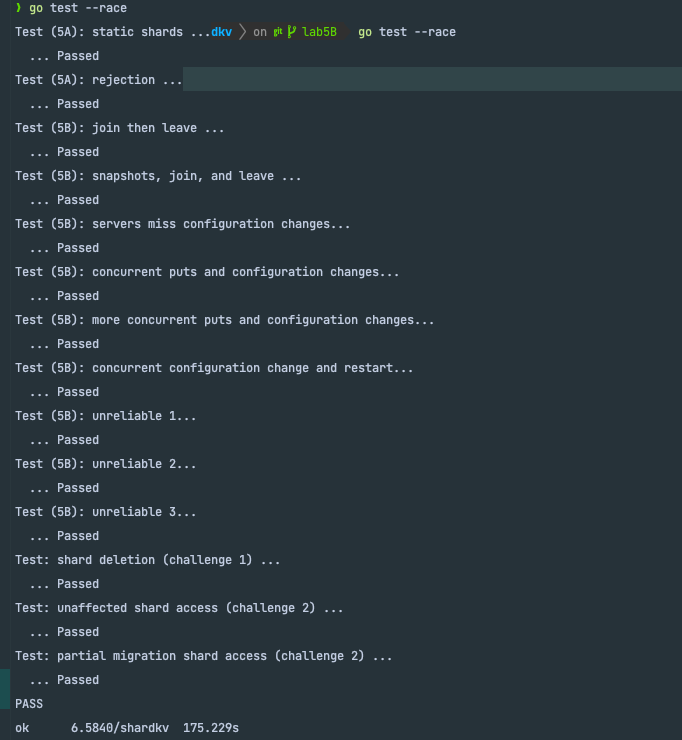 ❯ go test --race
Test (5A): static shards ...dkv > on git lab5B go test --race
... Passed
Test (5A): rejection ...
... Passed
Test (5B): join then leave ...
... Passed
Test (5B): snapshots, join, and leave ...
... Passed
Test (5B): servers miss configuration changes...
... Passed
Test (5B): concurrent puts and configuration changes...
... Passed
Test (5B): more concurrent puts and configuration changes...
... Passed
Test (5B): concurrent configuration change and restart...
... Passed
Test (5B): unreliable 1...
... Passed
Test (5B): unreliable 2...
... Passed
Test (5B): unreliable 3...
... Passed
Test: shard deletion (challenge 1) ...
... Passed
Test: unaffected shard access (challenge 2) ...
... Passed
Test: partial migration shard access (challenge 2) ...
... Passed
PASS
ok 6.5840/shardkv 175.229s